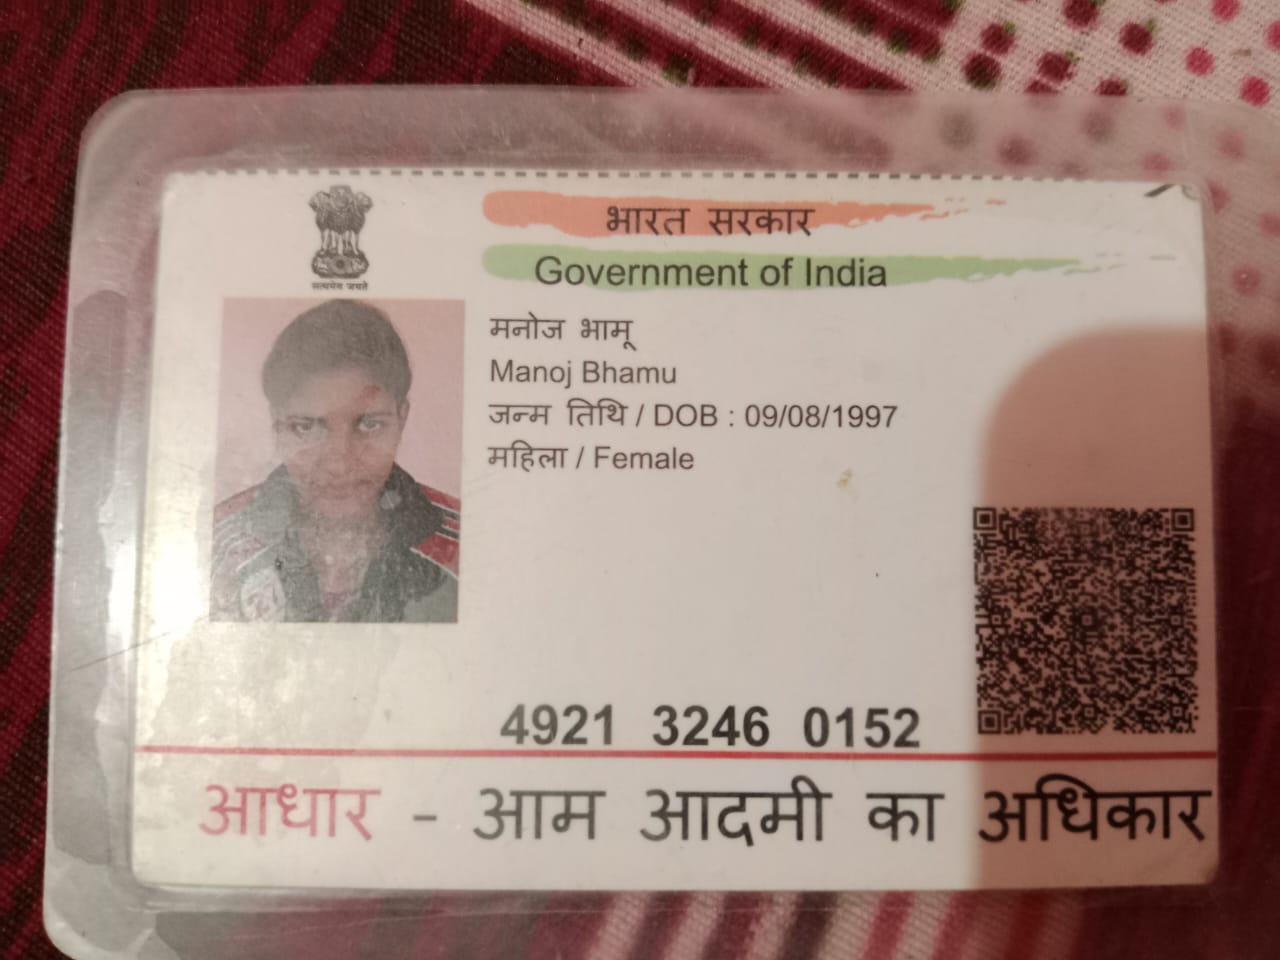 सत्यमेव जयते
भारत सरकार
Government of India
मनोज भामू
Manoj Bhamu
जन्म तिथि / DOB : 09/08/1997
महिला / Female
4921 3246 0152
आधार - आम आदमी का अधिकार